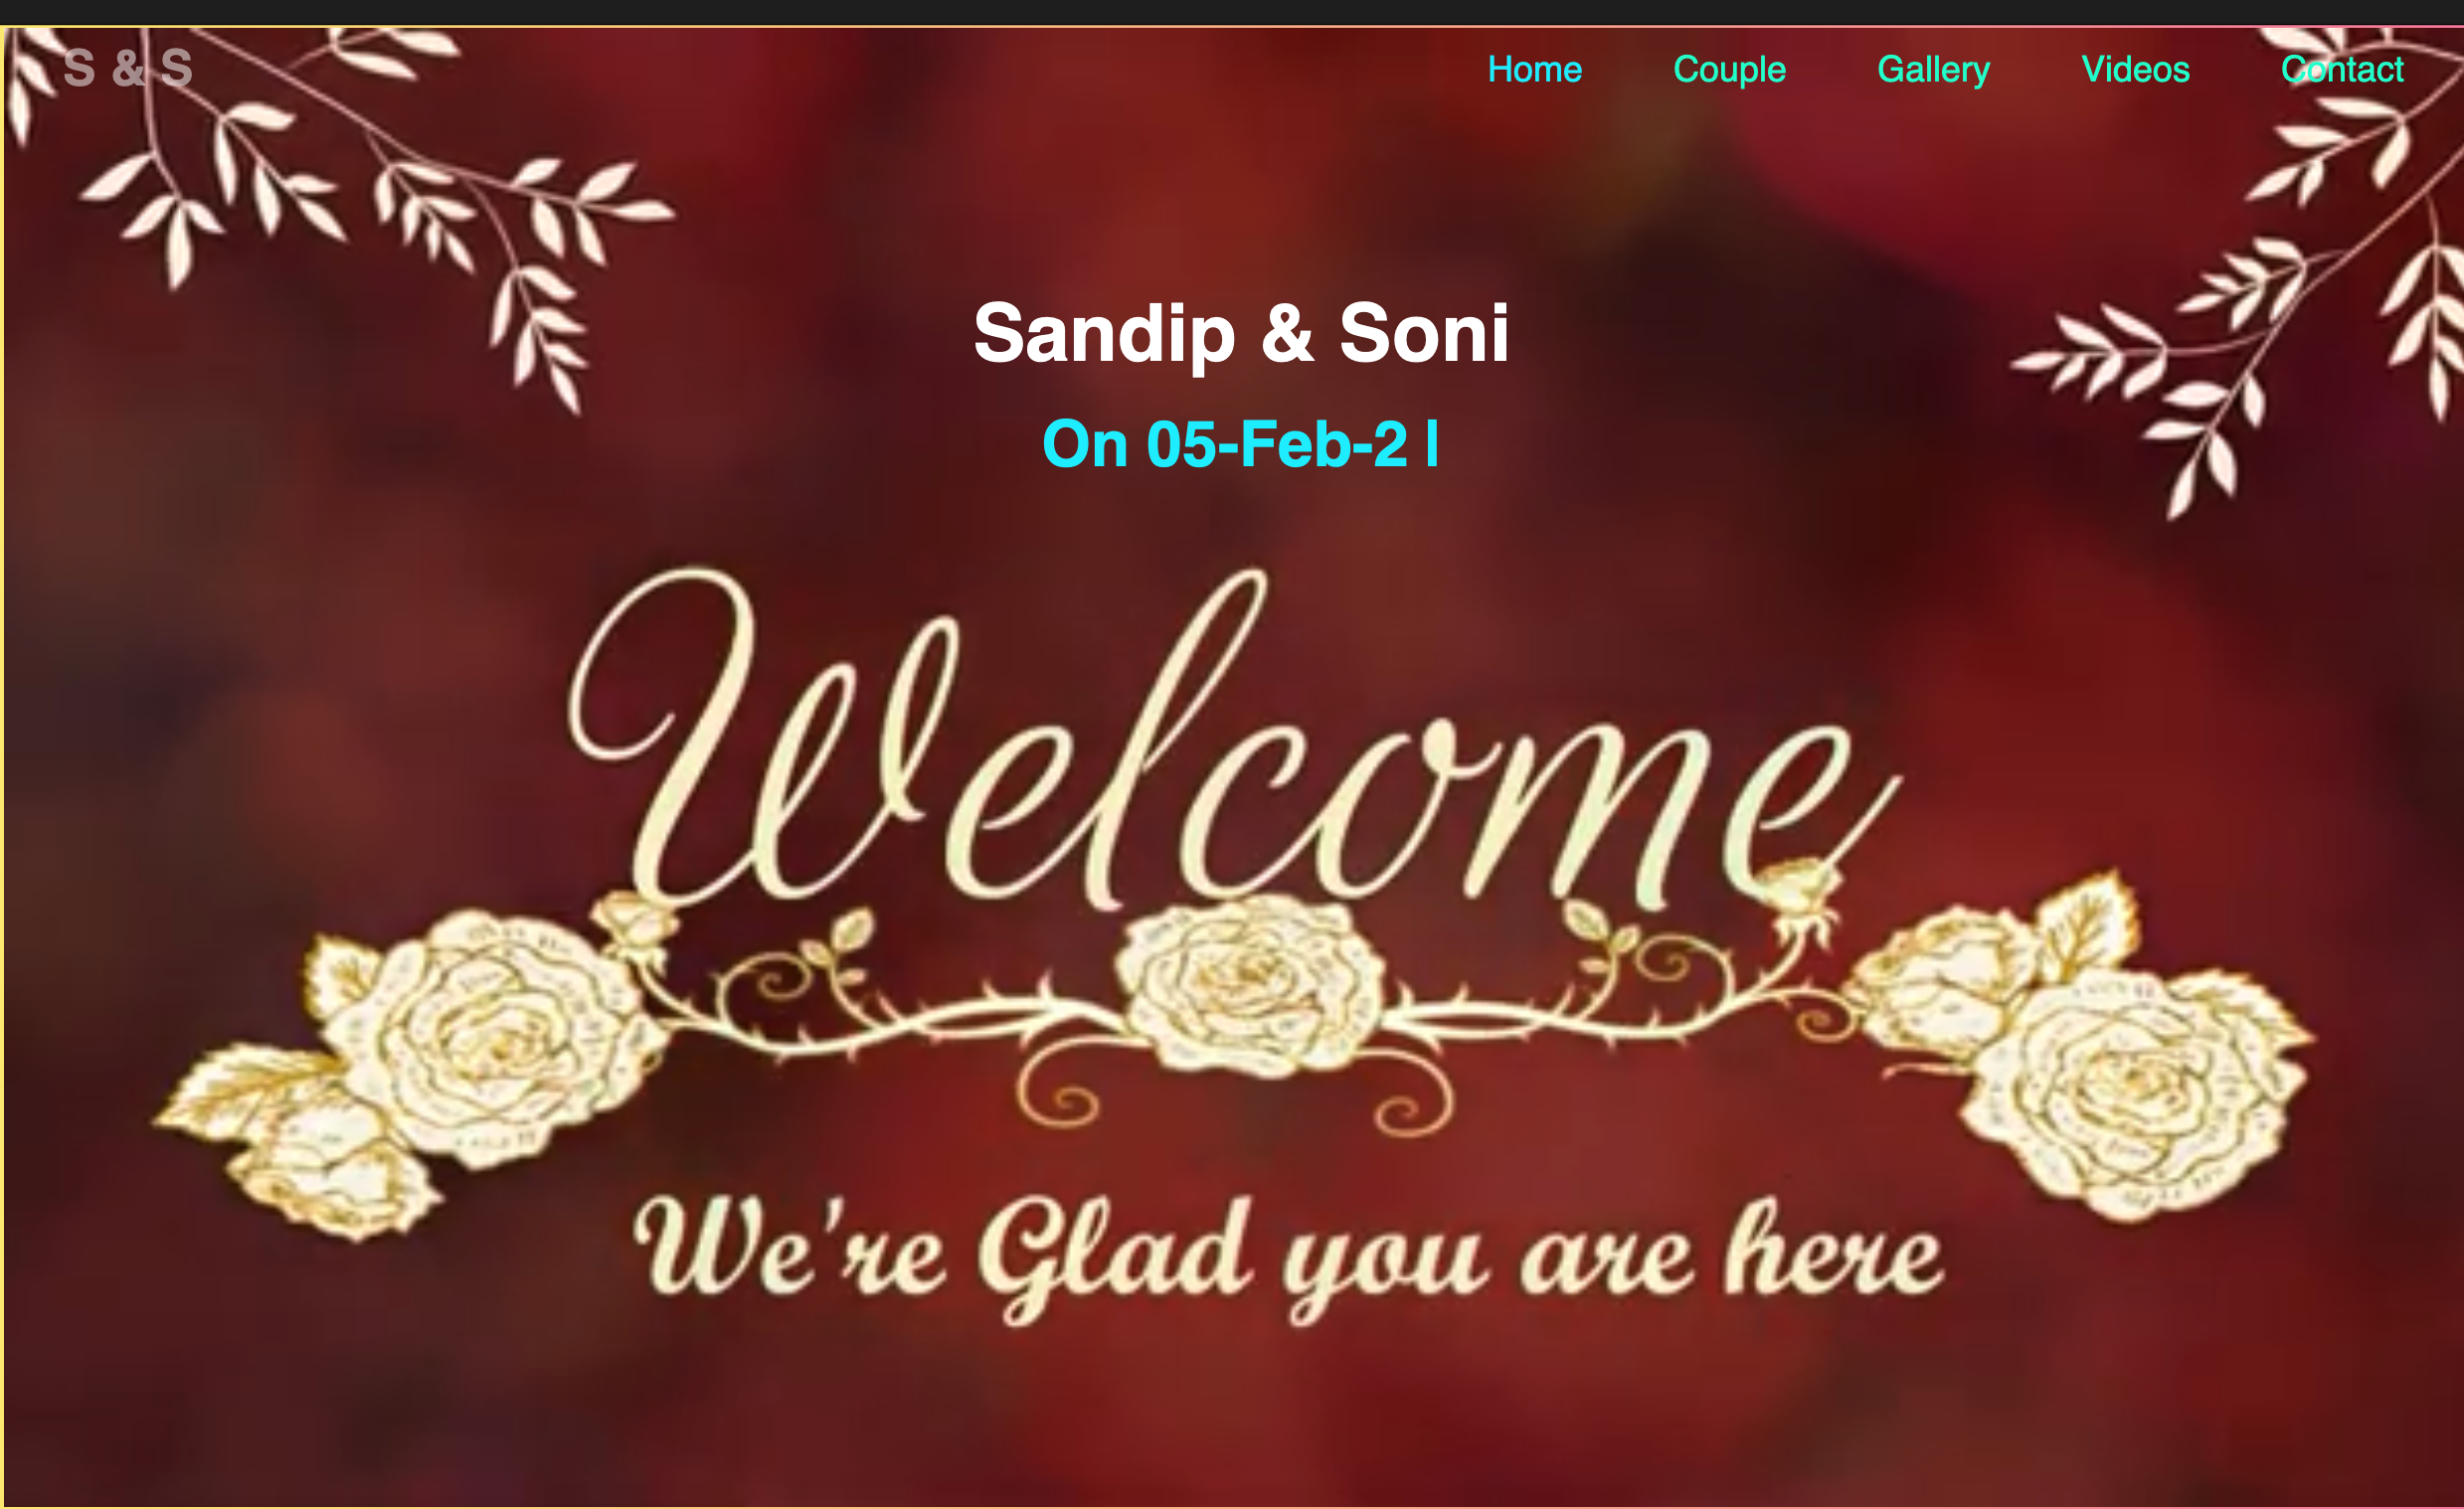 S & S
Home Couple Gallery Videos Contact
Sandip & Soni
On 05-Feb-2 |
Welcome
We're Glad you are here